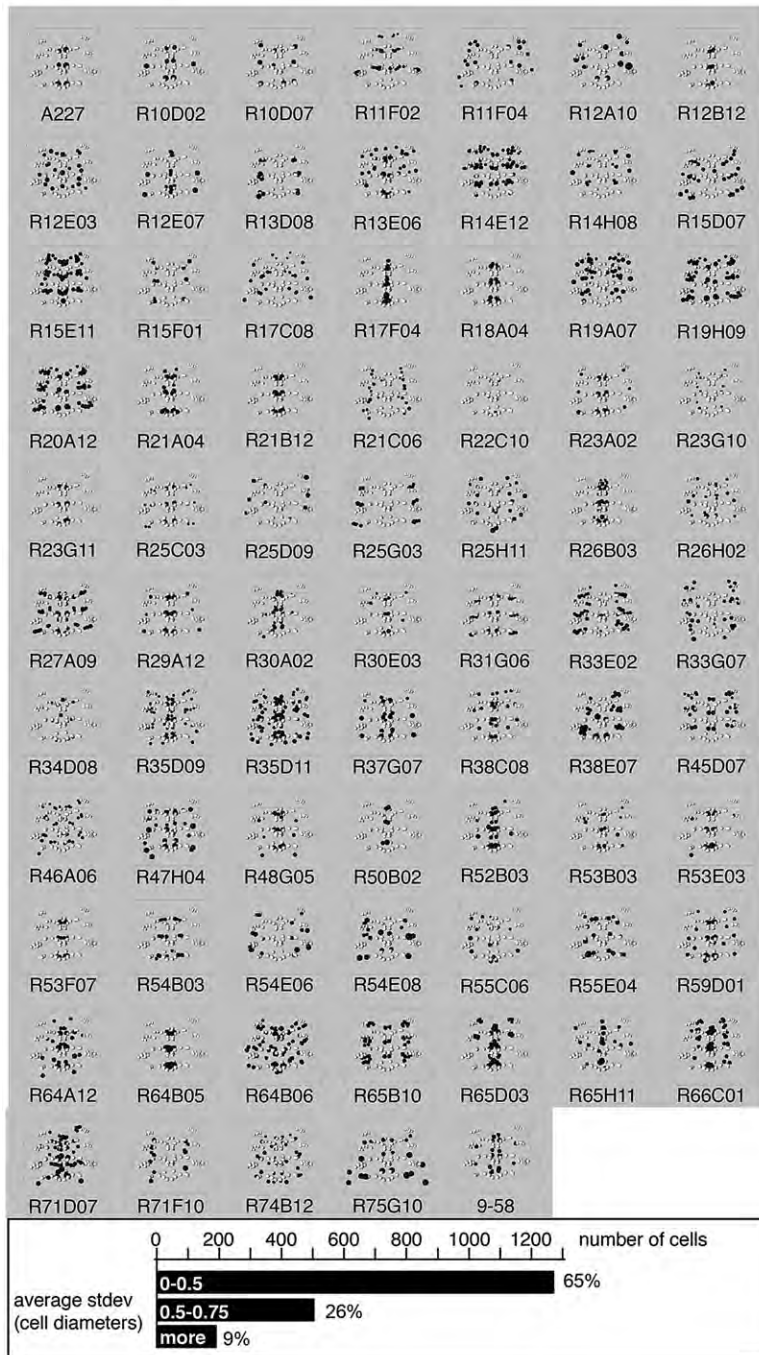 A227 R10D02 R10D07 R11F02 R11F04 R12A10 R12B12
R12E03 R12E07 R13D08 R13E06 R14E12 R14H08 R15D07
R15E11 R15F01 R17C08 R17F04 R18A04 R19A07 R19H09
R20A12 R21A04 R21B12 R21C06 R22C10 R23A02 R23G10
R23G11 R25C03 R25D09 R25G03 R25H11 R26B03 R26H02
R27A09 R29A12 R30A02 R30E03 R31G06 R33E02 R33G07
R34D08 R35D09 R35D11 R37G07 R38C08 R38E07 R45D07
R46A06 R47H04 R48G05 R50B02 R52B03 R53B03 R53E03
R53F07 R54B03 R54E06 R54E08 R55C06 R55E04 R59D01
R64A12 R64B05 R64B06 R65B10 R65D03 R65H11 R66C01
R71D07 R71F10 R74B12 R75G10 9-58
0 200 400 600 800 1000 1200 number of cells
0-0.5 65%
average stdev
(cell diameters)
0.5-0.75 26%
more 9%